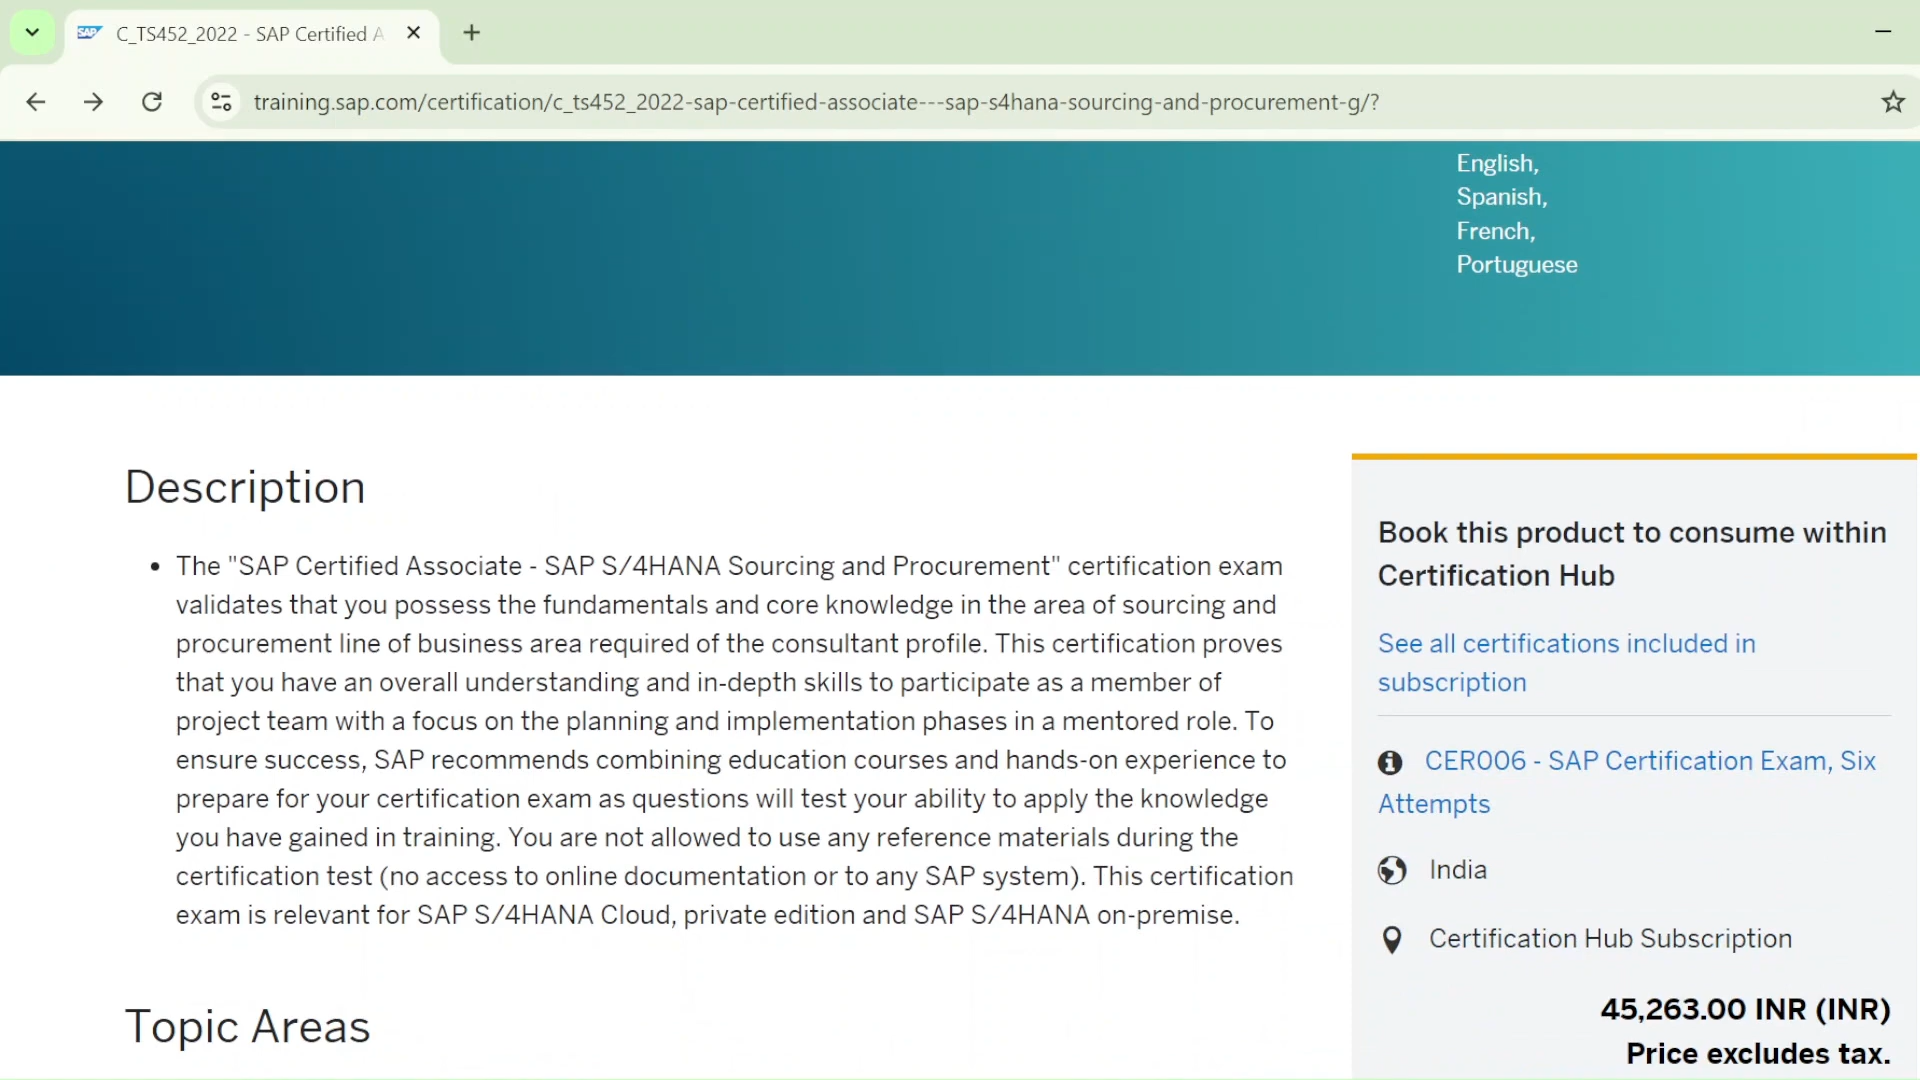 SAP C_TS452_2022 - SAP Certified A
training.sap.com/certification/c_ts452_2022-sap-certified-associate---sap-s4hana-sourcing-and-procurement-g/?
English,
Spanish,
French,
Portuguese
Description
• The "SAP Certified Associate - SAP S/4HANA Sourcing and Procurement" certification exam
validates that you possess the fundamentals and core knowledge in the area of sourcing and
procurement line of business area required of the consultant profile. This certification proves
that you have an overall understanding and in-depth skills to participate as a member of
project team with a focus on the planning and implementation phases in a mentored role. To
ensure success, SAP recommends combining education courses and hands-on experience to
prepare for your certification exam as questions will test your ability to apply the knowledge
you have gained in training. You are not allowed to use any reference materials during the
certification test (no access to online documentation or to any SAP system). This certification
exam is relevant for SAP S/4HANA Cloud, private edition and SAP S/4HANA on-premise.
Topic Areas
Book this product to consume within
Certification Hub
See all certifications included in
subscription
CER006 - SAP Certification Exam, Six
Attempts
India
Certification Hub Subscription
45,263.00 INR (INR)
Price excludes tax.